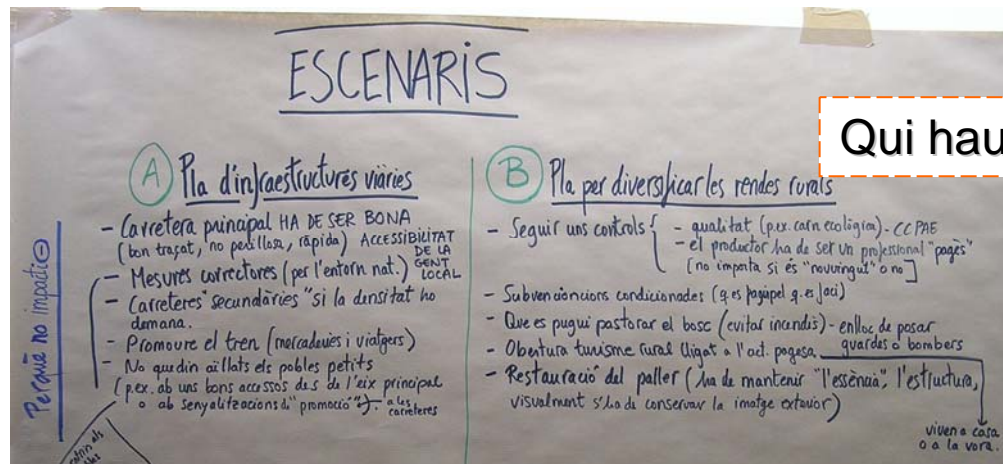 ESCENARIS
Qui hau
A Pla d'infraestructures viàries
- Carretera principal HA DE SER BONA
(bon traçat, no perillosa, ràpida) ACCESSIBILITAT
DE LA
GENT
LOCAL
- Mesures correctores (per l'entorn nat.)
- Carreteres "secundàries" si la densitat ho
demana.
- Promoure el tren (mercaderies i viatgers)
- No quedin aïllats els pobles petits
(p.ex. ab uns bons accessos des de l'eix principal
o ab senyalitzacions de "promoció") a les
carreteres
Perquè no impacti
B Pla per diversificar les rendes rurals
- Seguir uns controls { - qualitat (p.ex. carn ecològica) - CCPAE
- el productor ha de ser un professional "pagès"
[no importa si és "nouvingut" o no]
- Subvencions condicionades (q. es pagui pel q. es faci)
- Que es pugui pastorar el bosc (evitar incendis) - enlloc de posar
guardes o bombers
- Obertura turisme rural lligat a l'act. pagesa
- Restauració del paller (ha de mantenir "l'essència", l'estructura,
visualment s'ha de conservar la imatge exterior)
viuen a casa
o a la vora.